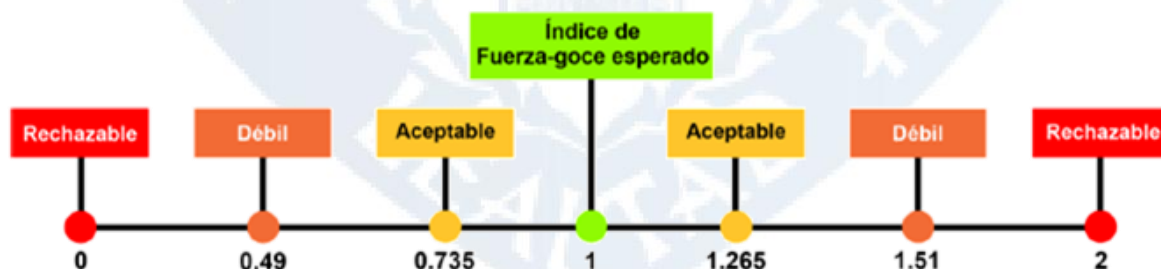 Índice de
Fuerza-goce esperado
Rechazable
Débil
Aceptable
Aceptable
Débil
Rechazable
0
0.49
0.735
1
1.265
1.51
2